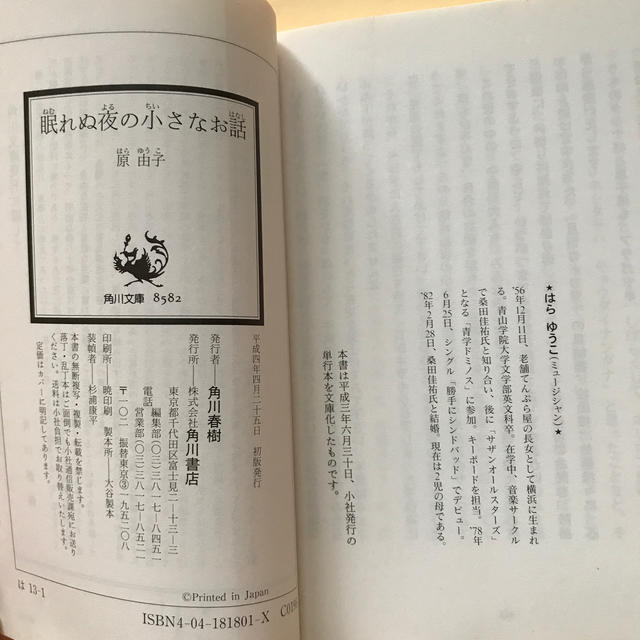 ★はら ゆうこ(ミュージシャン)
'56年12月11日、老舗てんぷら屋の長女として横浜に生まれ
る。青山学院大学文学部英文科卒。在学中、音楽サークル
で桑田佳祐氏と知り合い、後に「サザンオールスターズ」
となる「青学ドミノス」に参加。キーボードを担当。'78年
6月25日、シングル「勝手にシンドバッド」でデビュー。
'82年2月28日、桑田佳祐氏と結婚。現在は2児の母である。
本書は平成三年六月三十日、小社発行の
単行本を文庫化したものです。
眠れぬ夜の小さなお話
原 由子
角川文庫 8582
平成四年四月二十五日 初版発行
発行者――角川春樹
発行所――株式会社角川書店
東京都千代田区富士見二―十三―三
電話 編集部(〇三)三八一七―八四五一
営業部(〇三)三八一七―八五二一
〒一〇二 振替東京③一九五二〇八
印刷所――暁印刷 製本所――大谷製本
装幀者――杉浦康平
本書の無断複写・複製・転載を禁じます。
落丁・乱丁本はご面倒でも小社通信販売課宛にお送り
ください。送料は小社負担でお取り替えいたします。
定価はカバーに明記してあります。
は 13-1
©Printed in Japan
ISBN4-04-181801-X